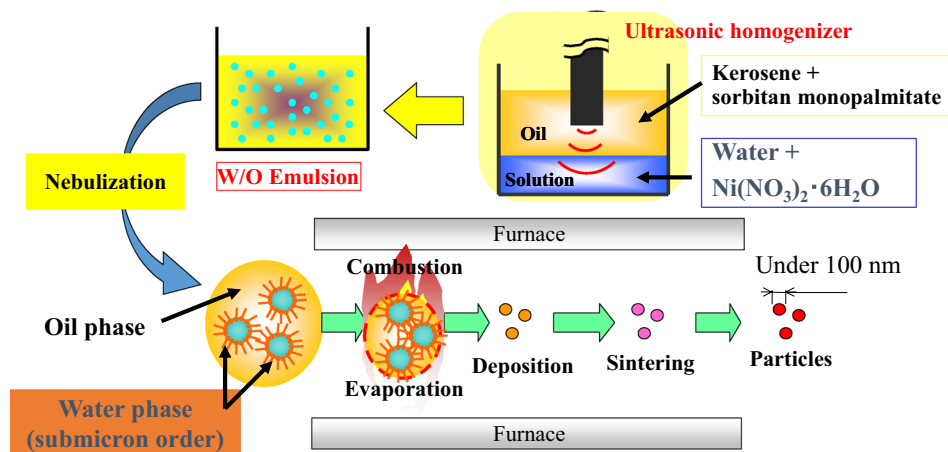 Ultrasonic homogenizer
Kerosene +
sorbitan monopalmitate
Oil
Solution
Water +
Ni(NO₃)₂・6H₂O
W/O Emulsion
Nebulization
Furnace
Combustion
Under 100 nm
Oil phase
Evaporation
Deposition
Sintering
Particles
Water phase
(submicron order)
Furnace